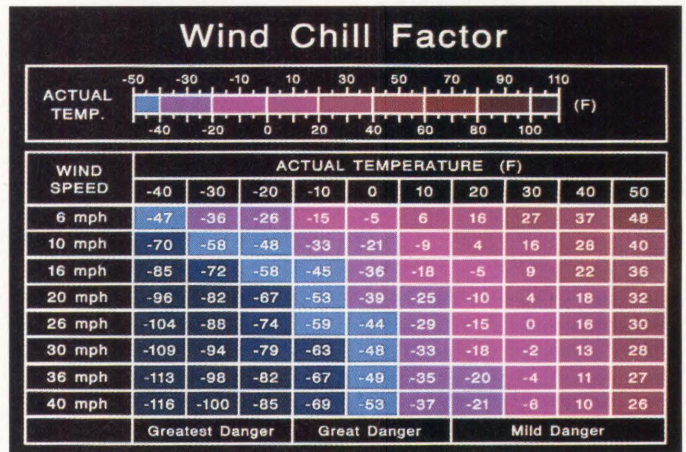 Wind Chill Factor
-50 -30 -10 10 30 50 70 90 110
ACTUAL TEMP. (F)
-40 -20 0 20 40 60 80 100
WIND SPEED ACTUAL TEMPERATURE (F)
-40 -30 -20 -10 0 10 20 30 40 50
6 mph -47 -36 -26 -15 -5 6 16 27 37 48
10 mph -70 -58 -48 -33 -21 -9 4 16 28 40
16 mph -85 -72 -58 -45 -36 -18 -5 9 22 36
20 mph -96 -82 -67 -53 -39 -25 -10 4 18 32
26 mph -104 -88 -74 -59 -44 -29 -15 0 16 30
30 mph -109 -94 -79 -63 -48 -33 -18 -2 13 28
36 mph -113 -98 -82 -67 -49 -35 -20 -4 11 27
40 mph -116 -100 -85 -69 -53 -37 -21 -6 10 26
Greatest Danger Great Danger Mild Danger